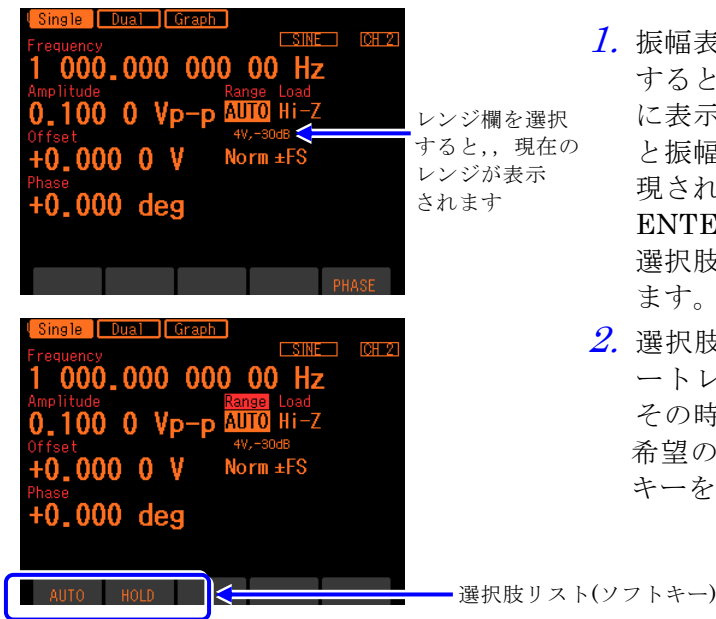 Single Dual Graph
SINE CH 2
Frequency
1 000.000 000 00 Hz
Amplitude Range Load
0.100 0 Vp-p AUTO Hi-Z
4V,-30dB
Offset
+0.000 0 V Norm ±FS
Phase
+0.000 deg
PHASE
レンジ欄を選択
すると,, 現在の
レンジが表示
されます
1. 振幅表
すると
に表示
と振幅
現され
ENTE
選択肢
ます。
Single Dual Graph
SINE CH 2
Frequency
1 000.000 000 00 Hz
Amplitude Range Load
0.100 0 Vp-p AUTO Hi-Z
4V,-30dB
Offset
+0.000 0 V Norm ±FS
Phase
+0.000 deg
AUTO HOLD
2. 選択肢
ートレ
その時
希望の
キーを
選択肢リスト(ソフトキー)